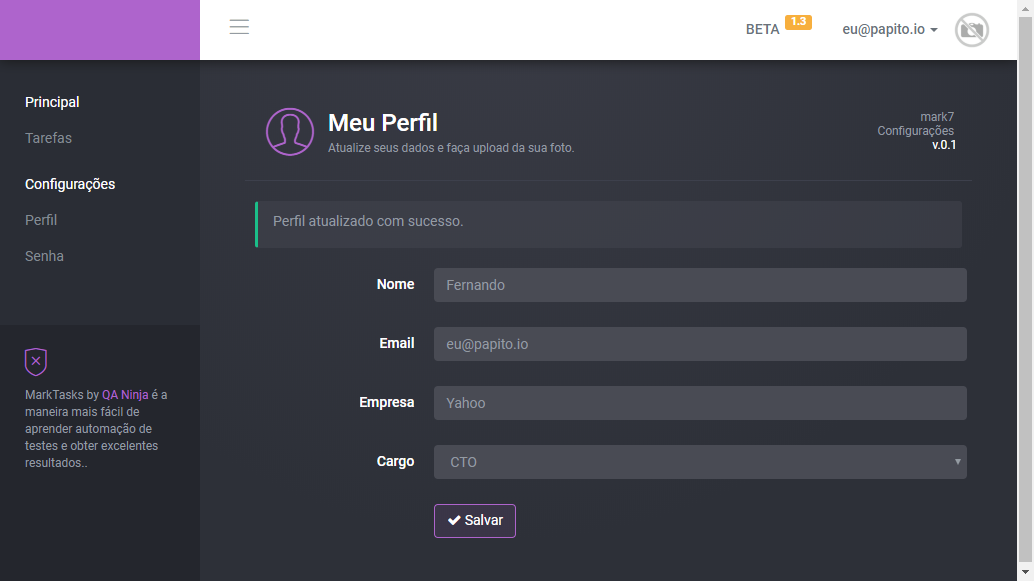 BETA 1.3 eu@papito.io
Principal
Tarefas
Configurações
Perfil
Senha
MarkTasks by QA Ninja é a
maneira mais fácil de
aprender automação de
testes e obter excelentes
resultados..
Meu Perfil
Atualize seus dados e faça upload da sua foto.
mark7
Configurações
v.0.1
Perfil atualizado com sucesso.
Nome Fernando
Email eu@papito.io
Empresa Yahoo
Cargo CTO
Salvar